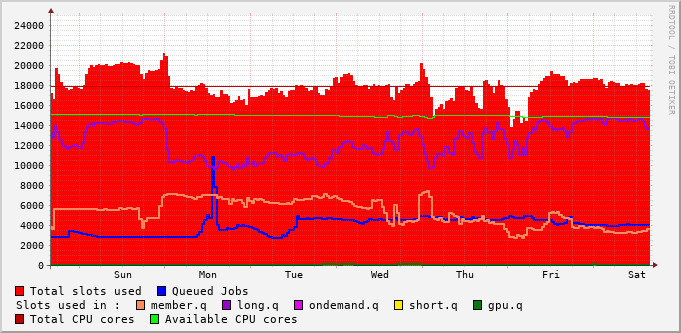 RRDTOOL / TOBI OETIKER
24000
22000
20000
18000
16000
14000
12000
10000
8000
6000
4000
2000
0
Sun Mon Tue Wed Thu Fri Sat
Total slots used Queued Jobs
Slots used in : member.q long.q ondemand.q short.q gpu.q
Total CPU cores Available CPU cores